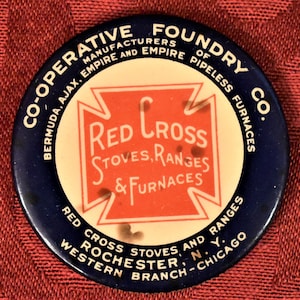 CO-OPERATIVE FOUNDRY CO.
MANUFACTURERS OF
BERMUDA, AJAX, EMPIRE AND EMPIRE PIPELESS FURNACES
RED CROSS
STOVES, RANGES
& FURNACES
RED CROSS STOVES AND RANGES
ROCHESTER, N.Y.
WESTERN BRANCH-CHICAGO